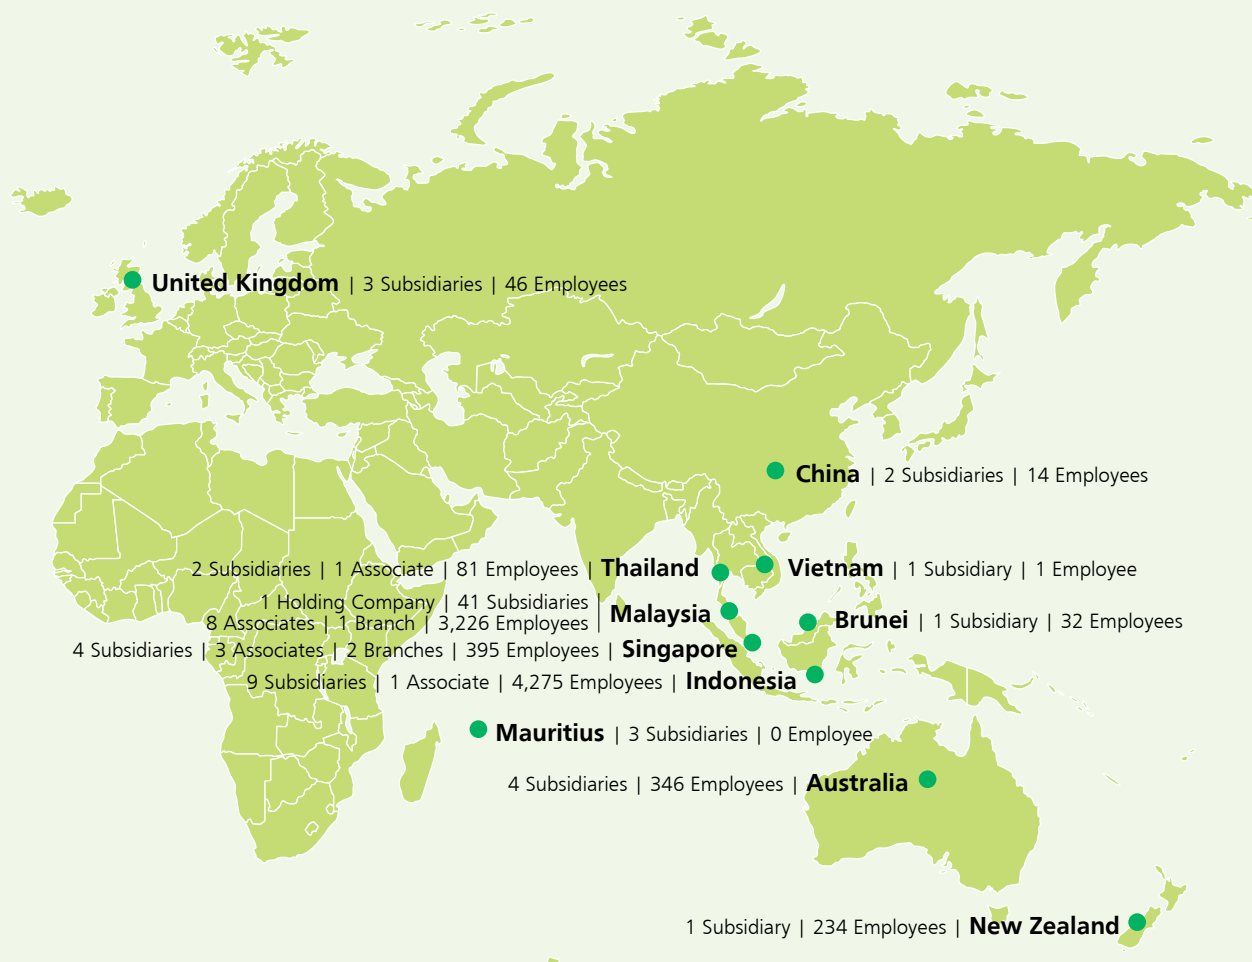 United Kingdom | 3 Subsidiaries | 46 Employees
China | 2 Subsidiaries | 14 Employees
2 Subsidiaries | 1 Associate | 81 Employees | Thailand
Vietnam | 1 Subsidiary | 1 Employee
1 Holding Company | 41 Subsidiaries
8 Associates | 1 Branch | 3,226 Employees | Malaysia
Brunei | 1 Subsidiary | 32 Employees
4 Subsidiaries | 3 Associates | 2 Branches | 395 Employees | Singapore
9 Subsidiaries | 1 Associate | 4,275 Employees | Indonesia
Mauritius | 3 Subsidiaries | 0 Employee
4 Subsidiaries | 346 Employees | Australia
1 Subsidiary | 234 Employees | New Zealand